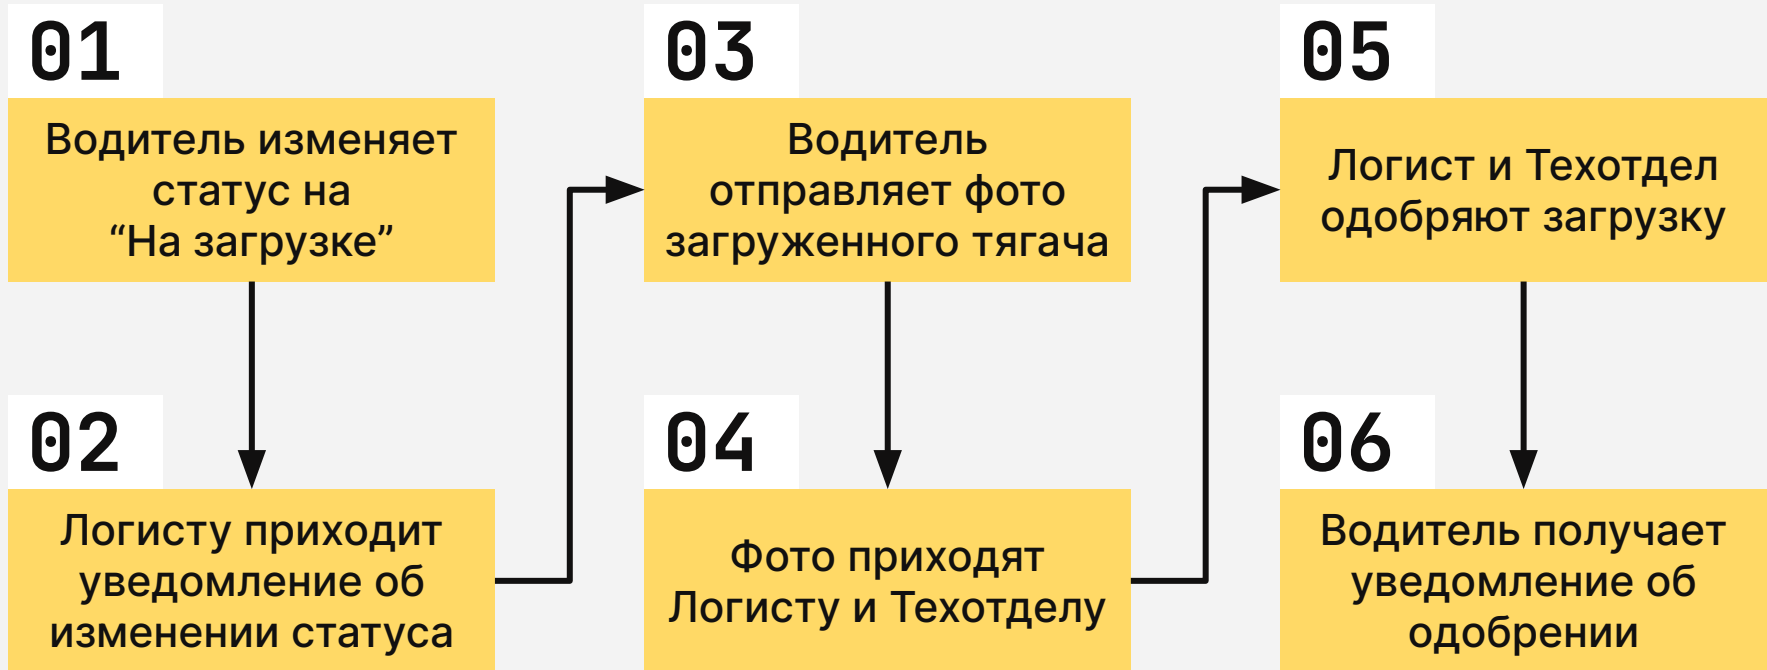 01
Водитель изменяет
статус на
“На загрузке”
02
Логисту приходит
уведомление об
изменении статуса
03
Водитель
отправляет фото
загруженного тягача
04
Фото приходят
Логисту и Техотделу
05
Логист и Техотдел
одобряют загрузку
06
Водитель получает
уведомление об
одобрении